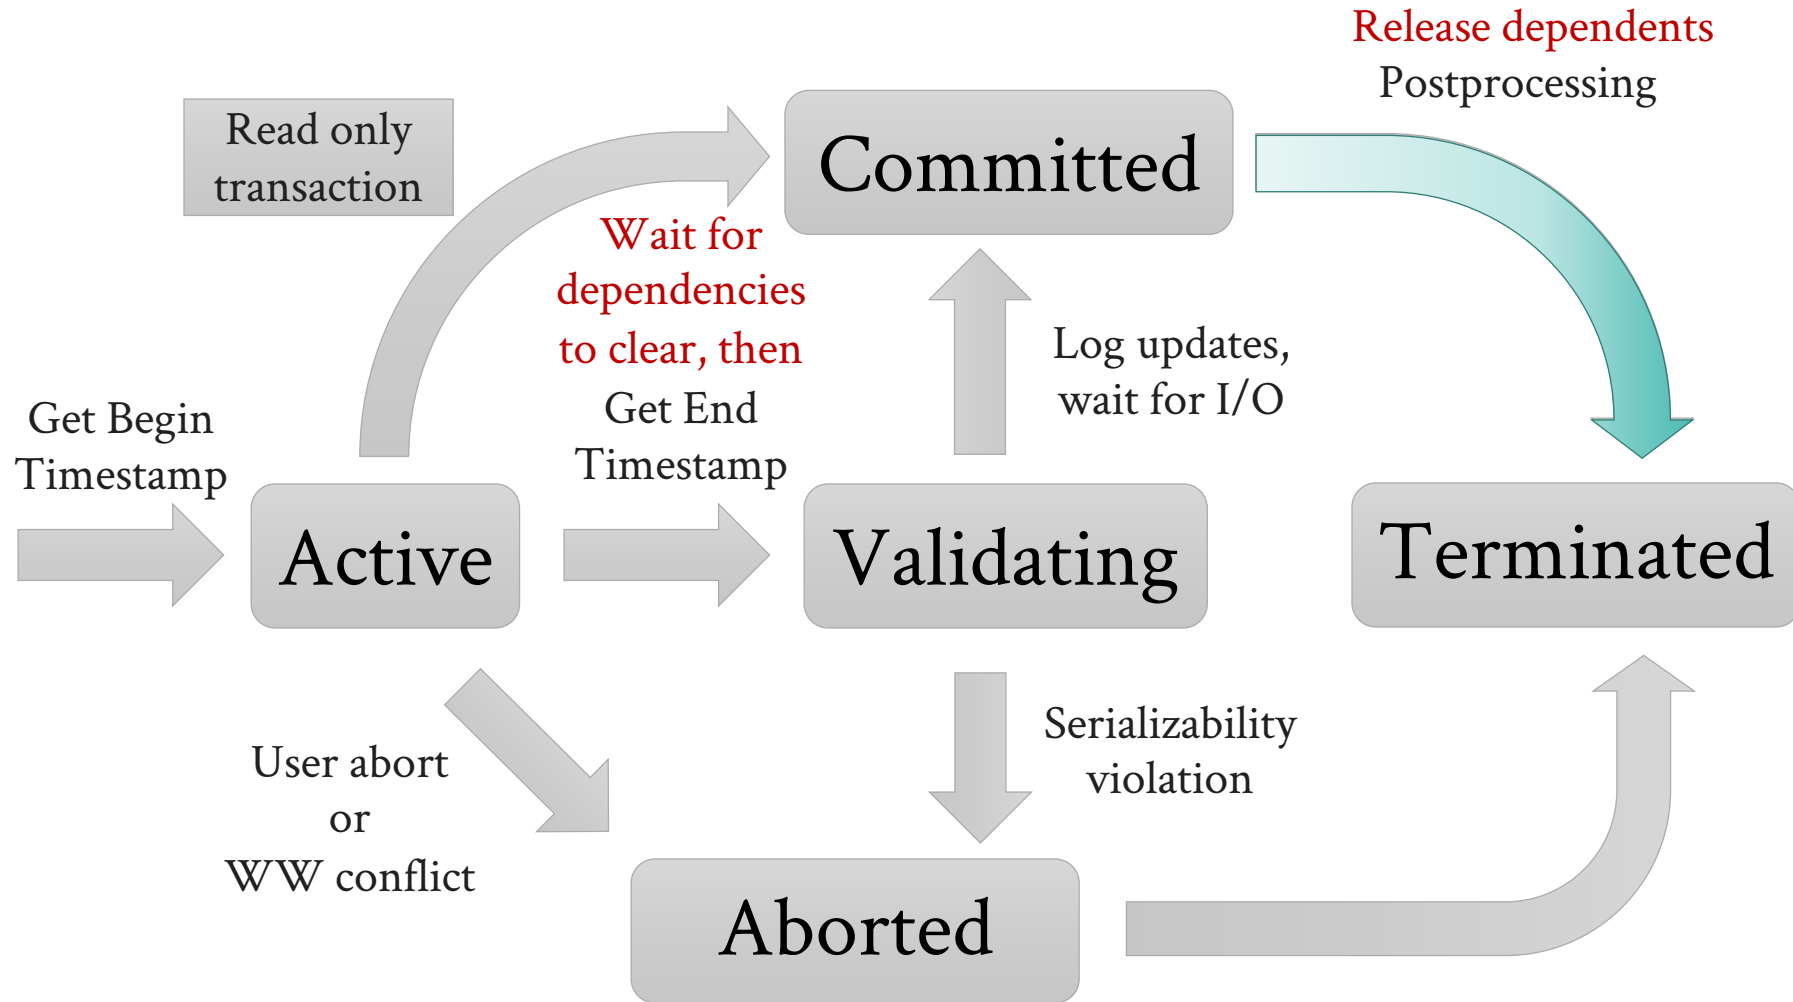 Release dependents
Postprocessing
Read only
transaction
Committed
Wait for
dependencies
to clear, then
Get End
Timestamp
Log updates,
wait for I/O
Get Begin
Timestamp
Active
Validating
Terminated
User abort
or
WW conflict
Serializability
violation
Aborted